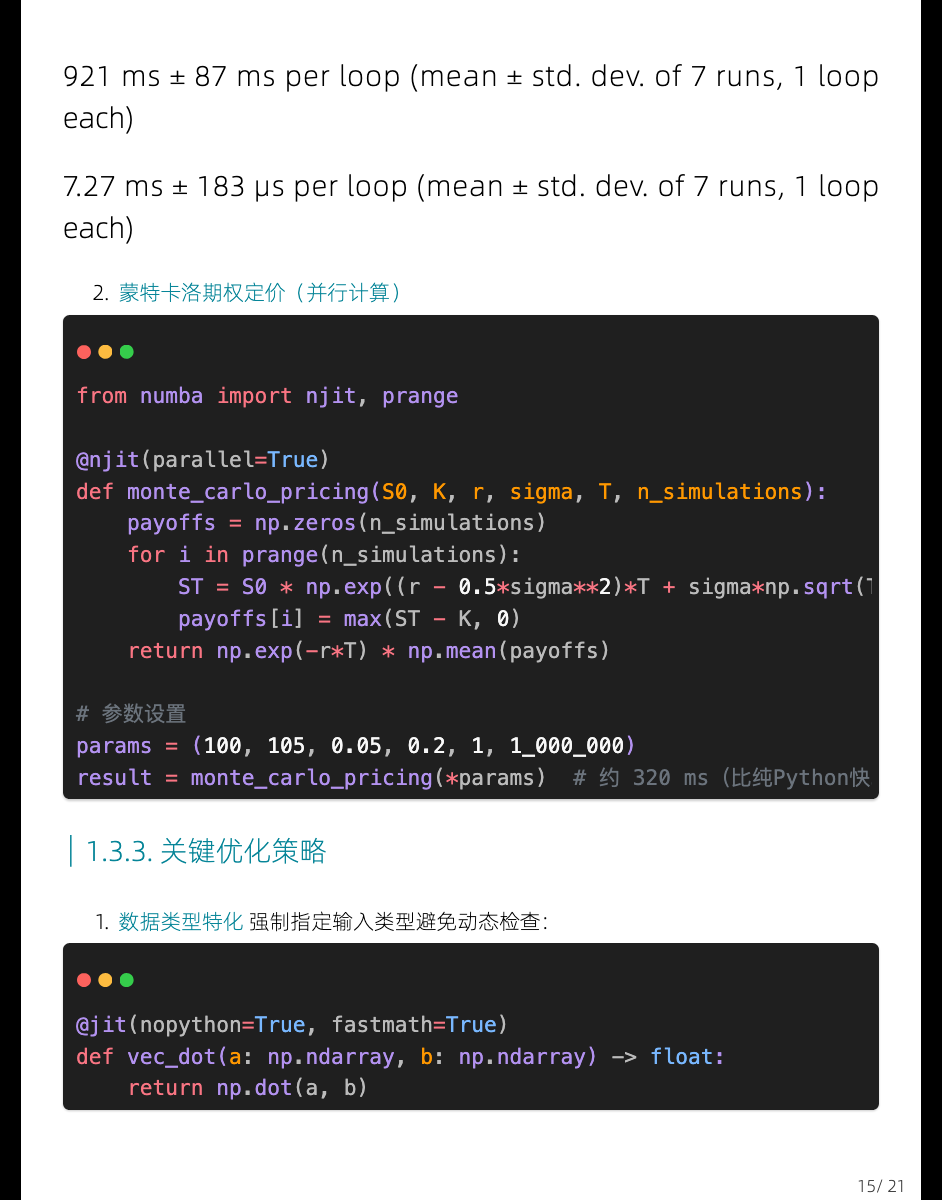 921 ms ± 87 ms per loop (mean ± std. dev. of 7 runs, 1 loop
each)
7.27 ms ± 183 µs per loop (mean ± std. dev. of 7 runs, 1 loop
each)
2. 蒙特卡洛期权定价（并行计算）
from numba import njit, prange
@njit(parallel=True)
def monte_carlo_pricing(S0, K, r, sigma, T, n_simulations):
    payoffs = np.zeros(n_simulations)
    for i in prange(n_simulations):
        ST = S0 * np.exp((r − 0.5*sigma**2)*T + sigma*np.sqrt(
        payoffs[i] = max(ST − K, 0)
    return np.exp(−r*T) * np.mean(payoffs)
# 参数设置
params = (100, 105, 0.05, 0.2, 1, 1_000_000)
result = monte_carlo_pricing(*params)  # 约 320 ms（比纯Python快
1.3.3. 关键优化策略
1. 数据类型特化 强制指定输入类型避免动态检查：
@jit(nopython=True, fastmath=True)
def vec_dot(a: np.ndarray, b: np.ndarray) −> float:
    return np.dot(a, b)
15/ 21